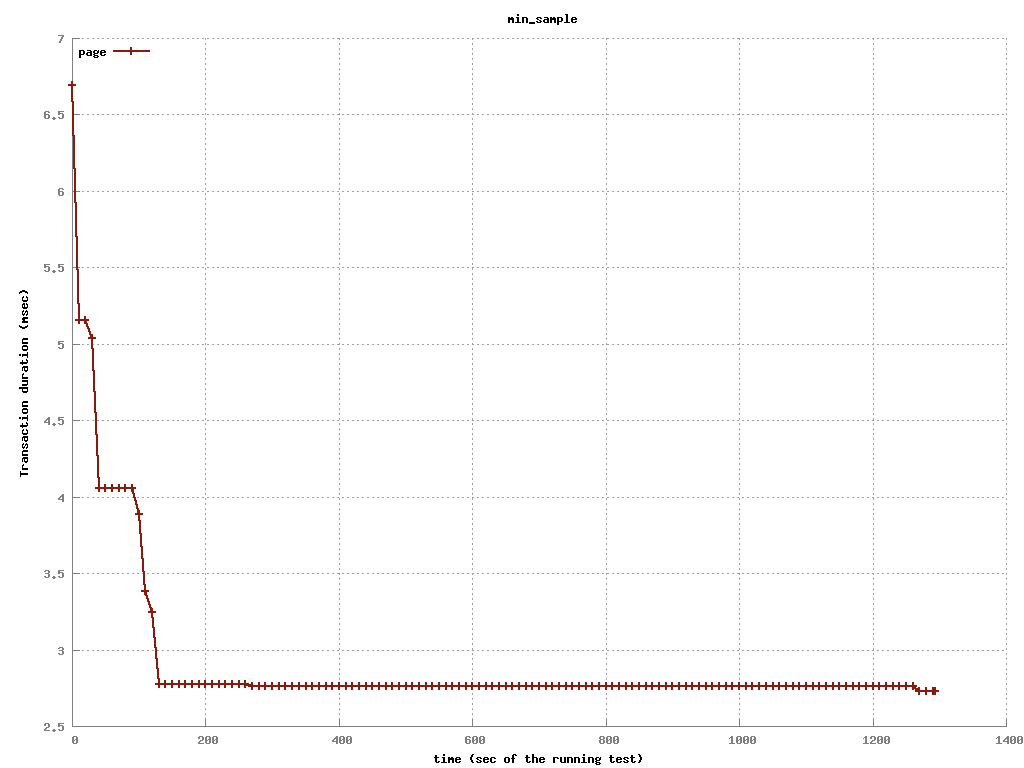 min_sample
7
page
6.5
6
5.5
5
4.5
4
3.5
3
2.5
Transaction duration (msec)
0 200 400 600 800 1000 1200 1400
time (sec of the running test)